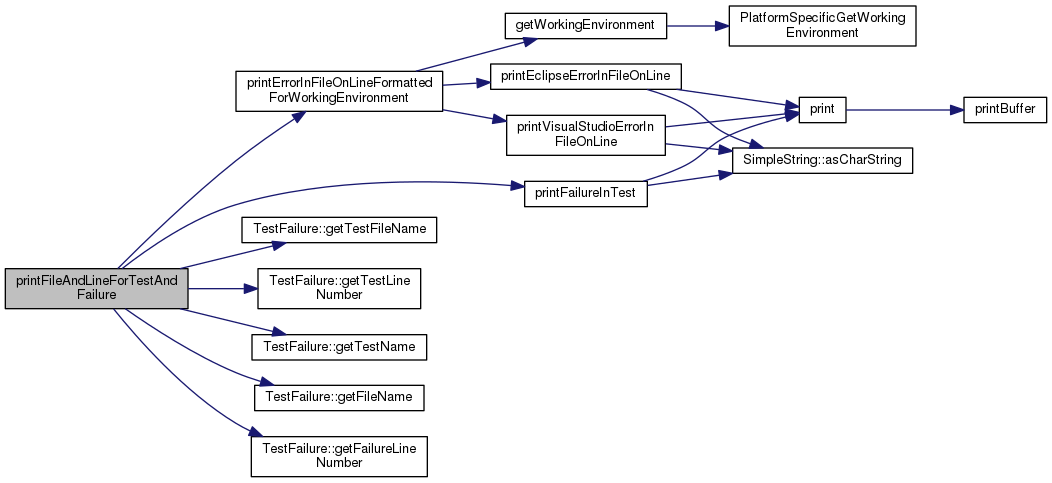 printFileAndLineForTestAnd
Failure
printErrorInFileOnLineFormatted
ForWorkingEnvironment
getWorkingEnvironment
PlatformSpecificGetWorking
Environment
printEclipseErrorInFileOnLine
printVisualStudioErrorIn
FileOnLine
print
printBuffer
SimpleString::asCharString
printFailureInTest
TestFailure::getTestFileName
TestFailure::getTestLine
Number
TestFailure::getTestName
TestFailure::getFileName
TestFailure::getFailureLine
Number